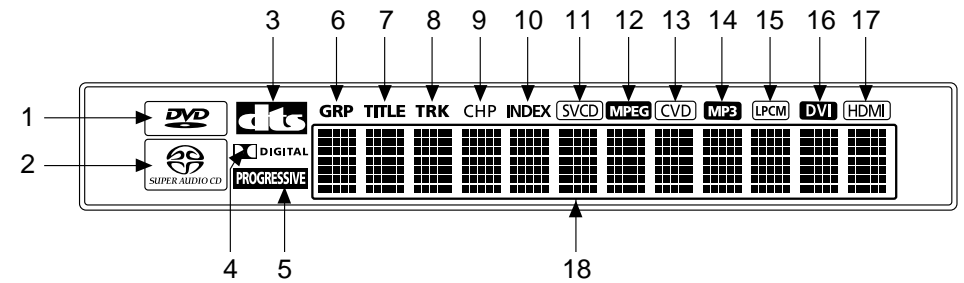 3 6 7 8 9 10 11 12 13 14 15 16 17
1 DVD dts GRP TITLE TRK CHP INDEX SVCD MPEG CVD MP3 LPCM DVI HDMI
2 SUPER AUDIO CD DIGITAL
PROGRESSIVE
4 5 18